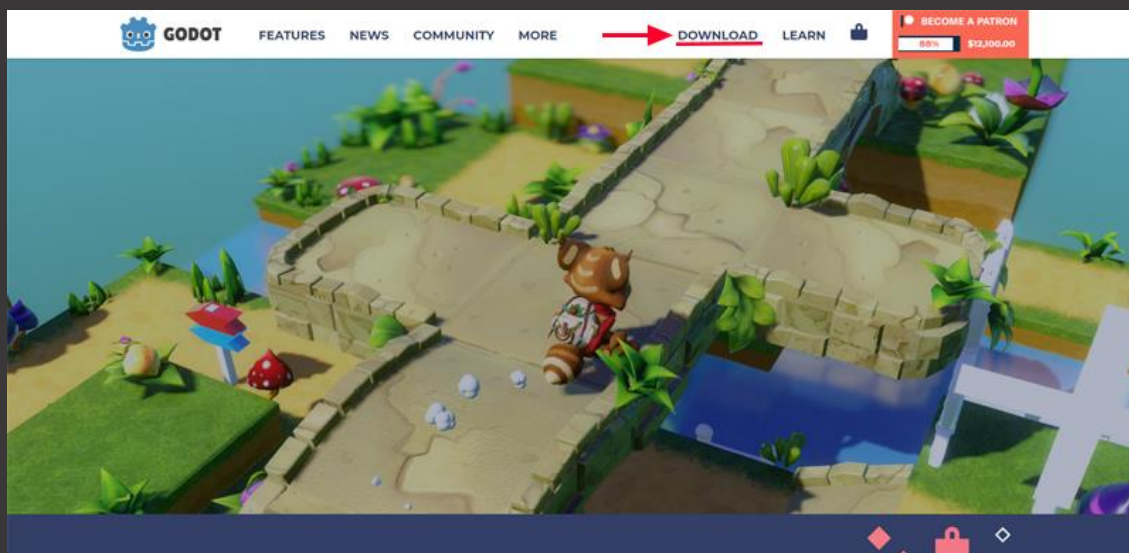 GODOT FEATURES NEWS COMMUNITY MORE DOWNLOAD LEARN
BECOME A PATRON
88% $12,100.00